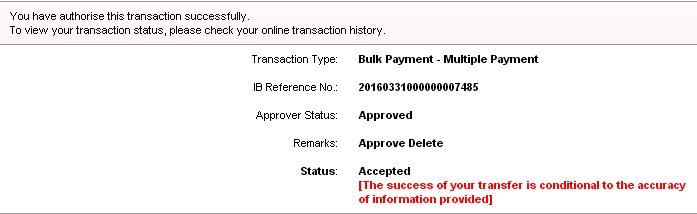 You have authorise this transaction successfully.
To view your transaction status, please check your online transaction history.
Transaction Type: Bulk Payment - Multiple Payment
IB Reference No.: 20160331000000007485
Approver Status: Approved
Remarks: Approve Delete
Status: Accepted
[The success of your transfer is conditional to the accuracy
of information provided]